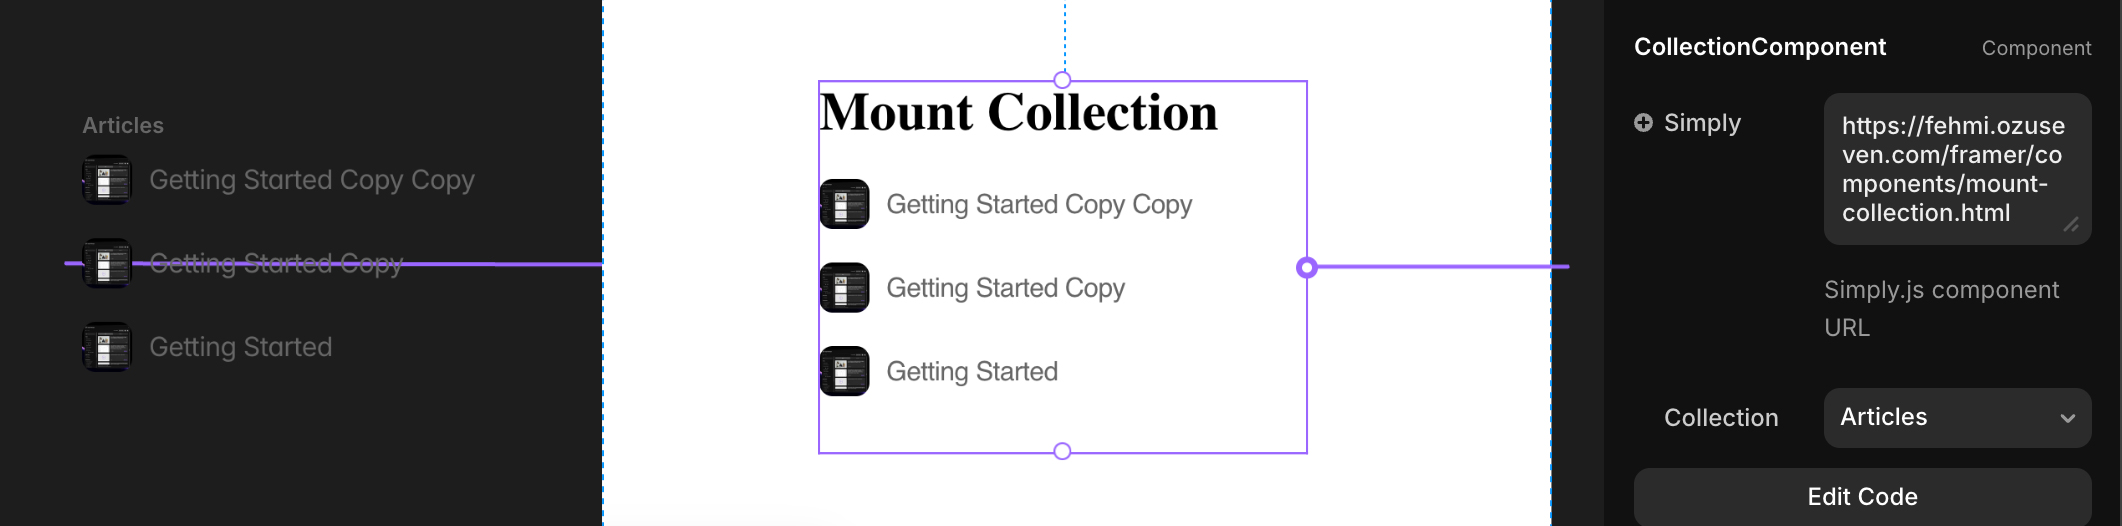 Articles
Getting Started Copy Copy
Getting Started Copy
Getting Started
Mount Collection
Getting Started Copy Copy
Getting Started Copy
Getting Started
CollectionComponent Component
Simply
https://fehmi.ozuse
ven.com/framer/co
mponents/mount-
collection.html
Simply.js component
URL
Collection Articles
Edit Code